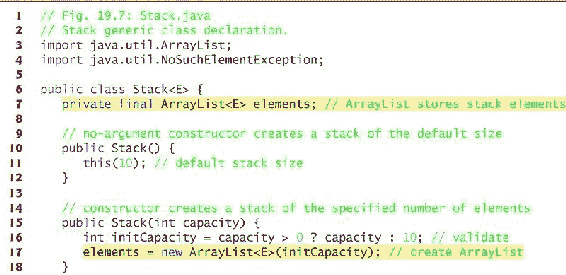 1 // Fig. 19.7: Stack.java
2 // Stack generic class declaration.
3 import java.util.ArrayList;
4 import java.util.NoSuchElementException;
5
6 public class Stack<E> {
7 private final ArrayList<E> elements; // ArrayList stores stack elements
8
9 // no-argument constructor creates a stack of the default size
10 public Stack() {
11 this(10); // default stack size
12 }
13
14 // constructor creates a stack of the specified number of elements
15 public Stack(int capacity) {
16 int initCapacity = capacity > 0 ? capacity : 10; // validate
17 elements = new ArrayList<E>(initCapacity); // create ArrayList
18 }